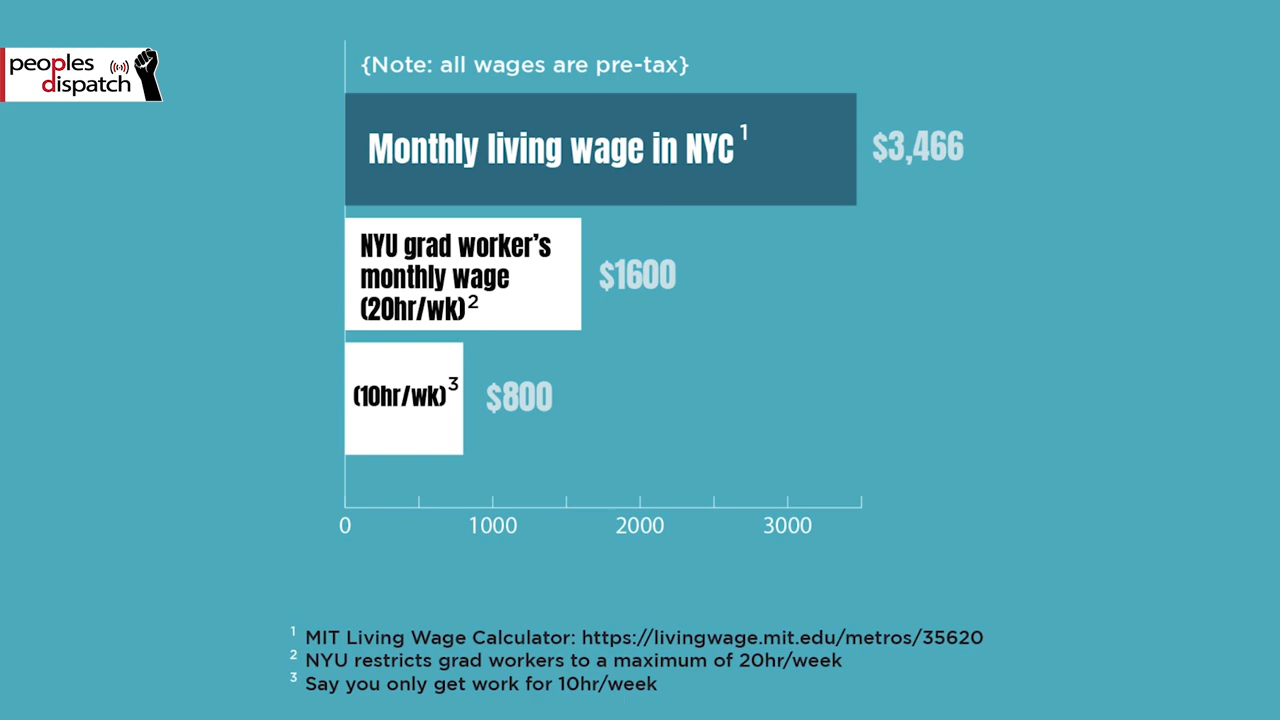 peoples
dispatch
{Note: all wages are pre-tax}
Monthly living wage in NYC 1
$3,466
NYU grad worker's
monthly wage
(20hr/wk) 2
$1600
(10hr/wk) 3
$800
0 1000 2000 3000
1 MIT Living Wage Calculator: https://livingwage.mit.edu/metros/35620
2 NYU restricts grad workers to a maximum of 20hr/week
3 Say you only get work for 10hr/week